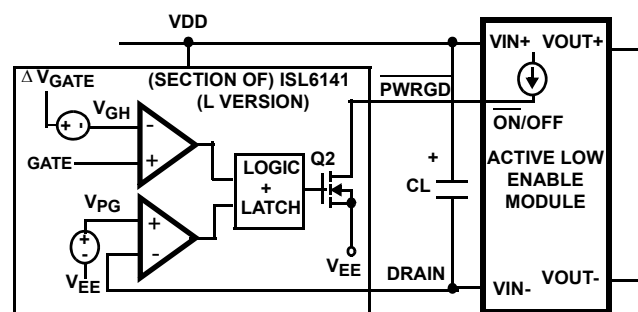 VDD
(SECTION OF) ISL6141
(L VERSION)
Δ VGATE
VGH
GATE
-
+
VPG
+
-
VEE
LOGIC
+
LATCH
Q2
VEE
PWRGD
+
CL
DRAIN
VIN+
VOUT+
ON/OFF
ACTIVE LOW
ENABLE
MODULE
VIN-
VOUT-